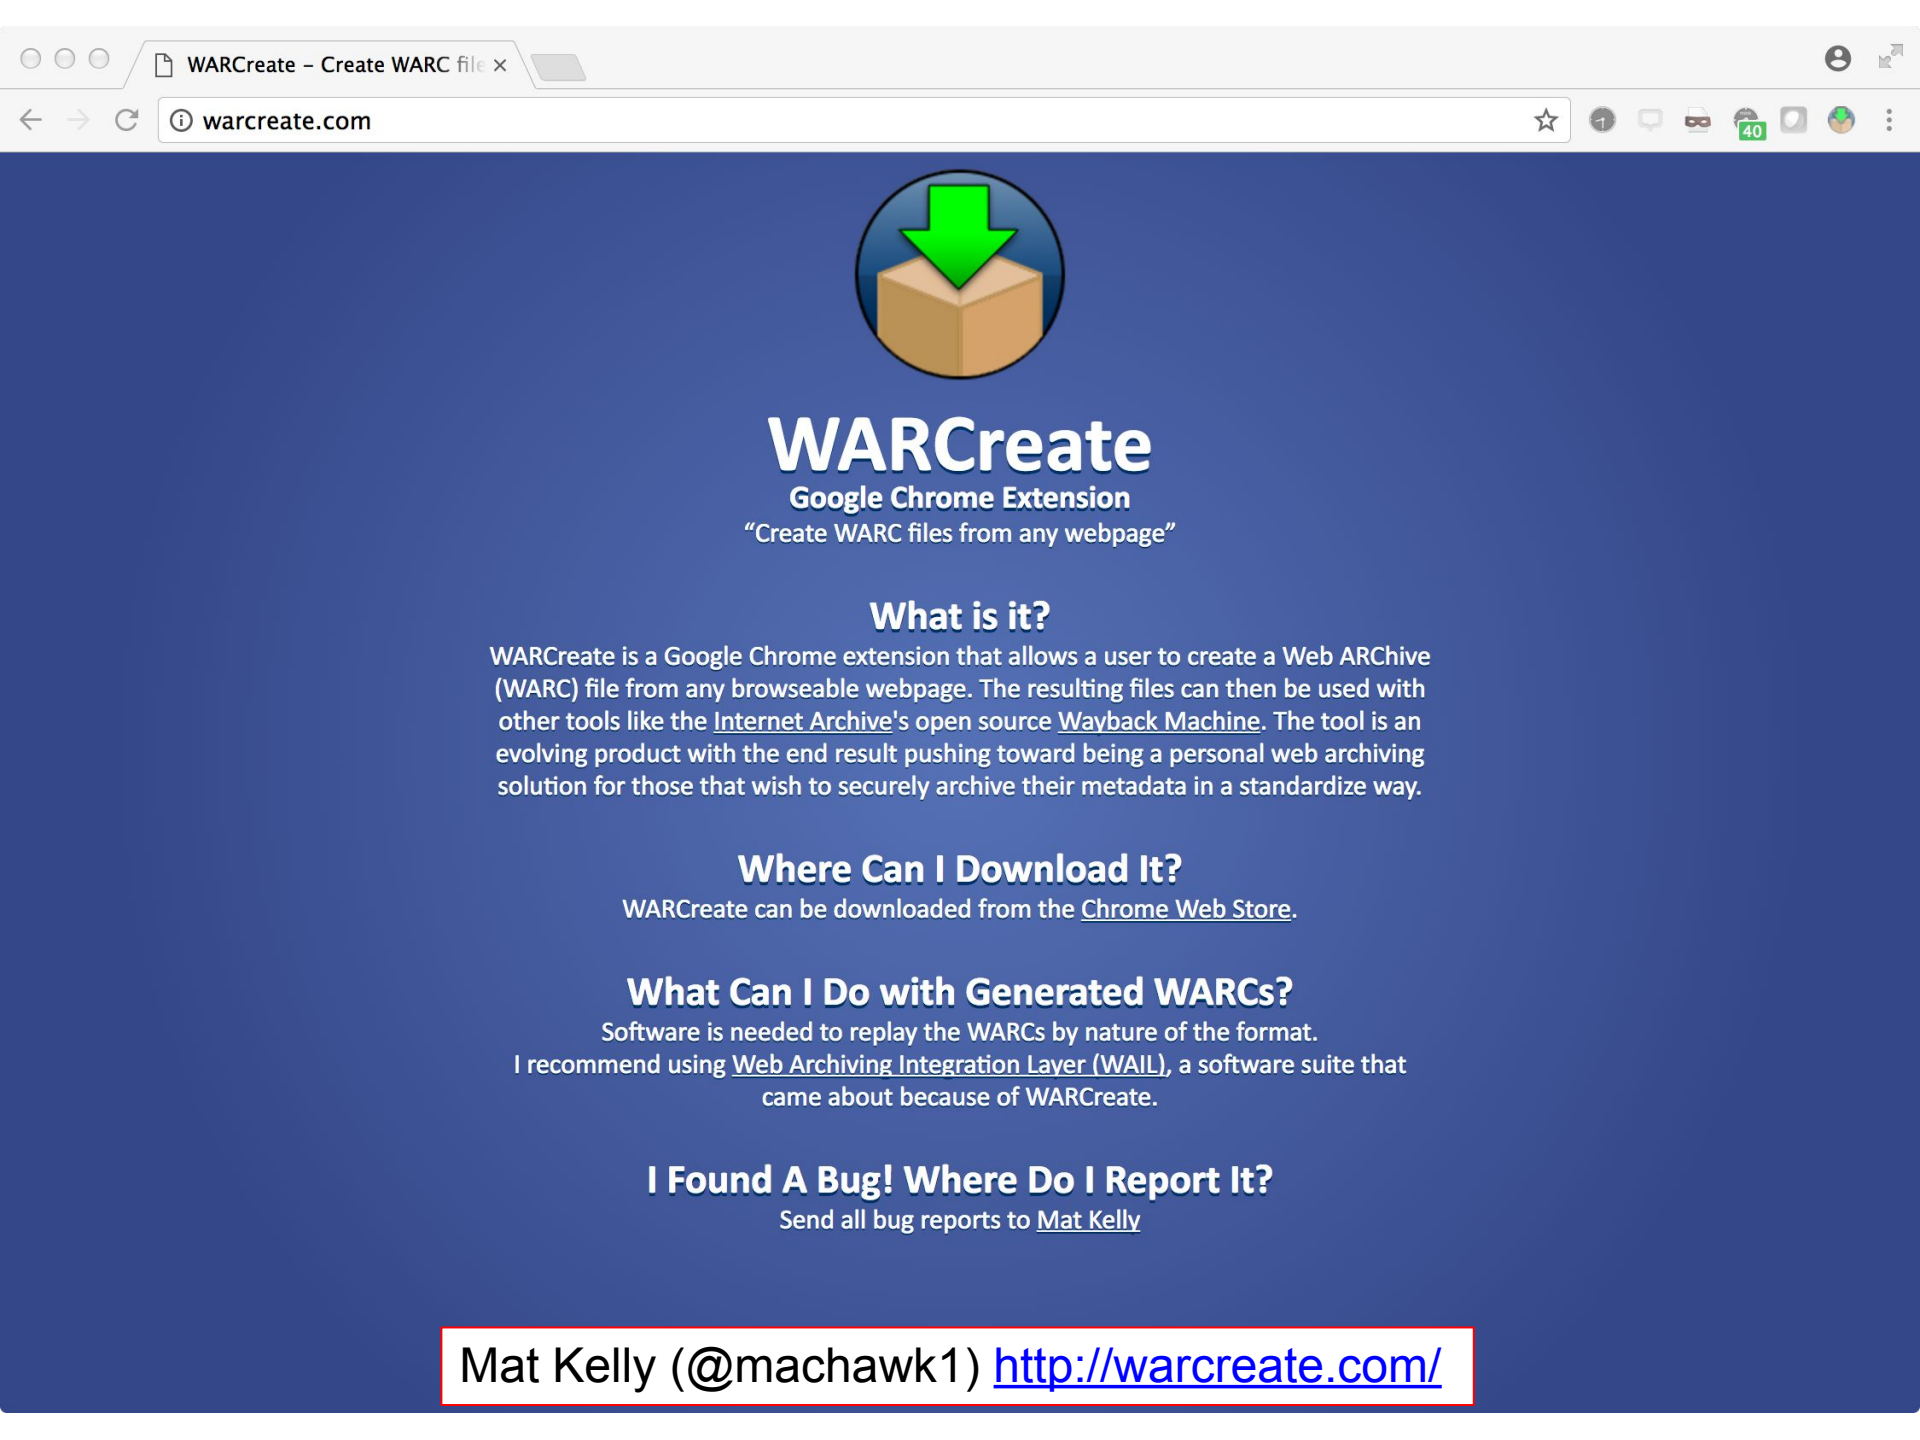 WARCreate – Create WARC file
warcreate.com
40
WARCreate
Google Chrome Extension
“Create WARC files from any webpage”
What is it?
WARCreate is a Google Chrome extension that allows a user to create a Web ARChive
(WARC) file from any browseable webpage. The resulting files can then be used with
other tools like the Internet Archive's open source Wayback Machine. The tool is an
evolving product with the end result pushing toward being a personal web archiving
solution for those that wish to securely archive their metadata in a standardize way.
Where Can I Download It?
WARCreate can be downloaded from the Chrome Web Store.
What Can I Do with Generated WARCs?
Software is needed to replay the WARCs by nature of the format.
I recommend using Web Archiving Integration Layer (WAIL), a software suite that
came about because of WARCreate.
I Found A Bug! Where Do I Report It?
Send all bug reports to Mat Kelly
Mat Kelly (@machawk1) http://warcreate.com/